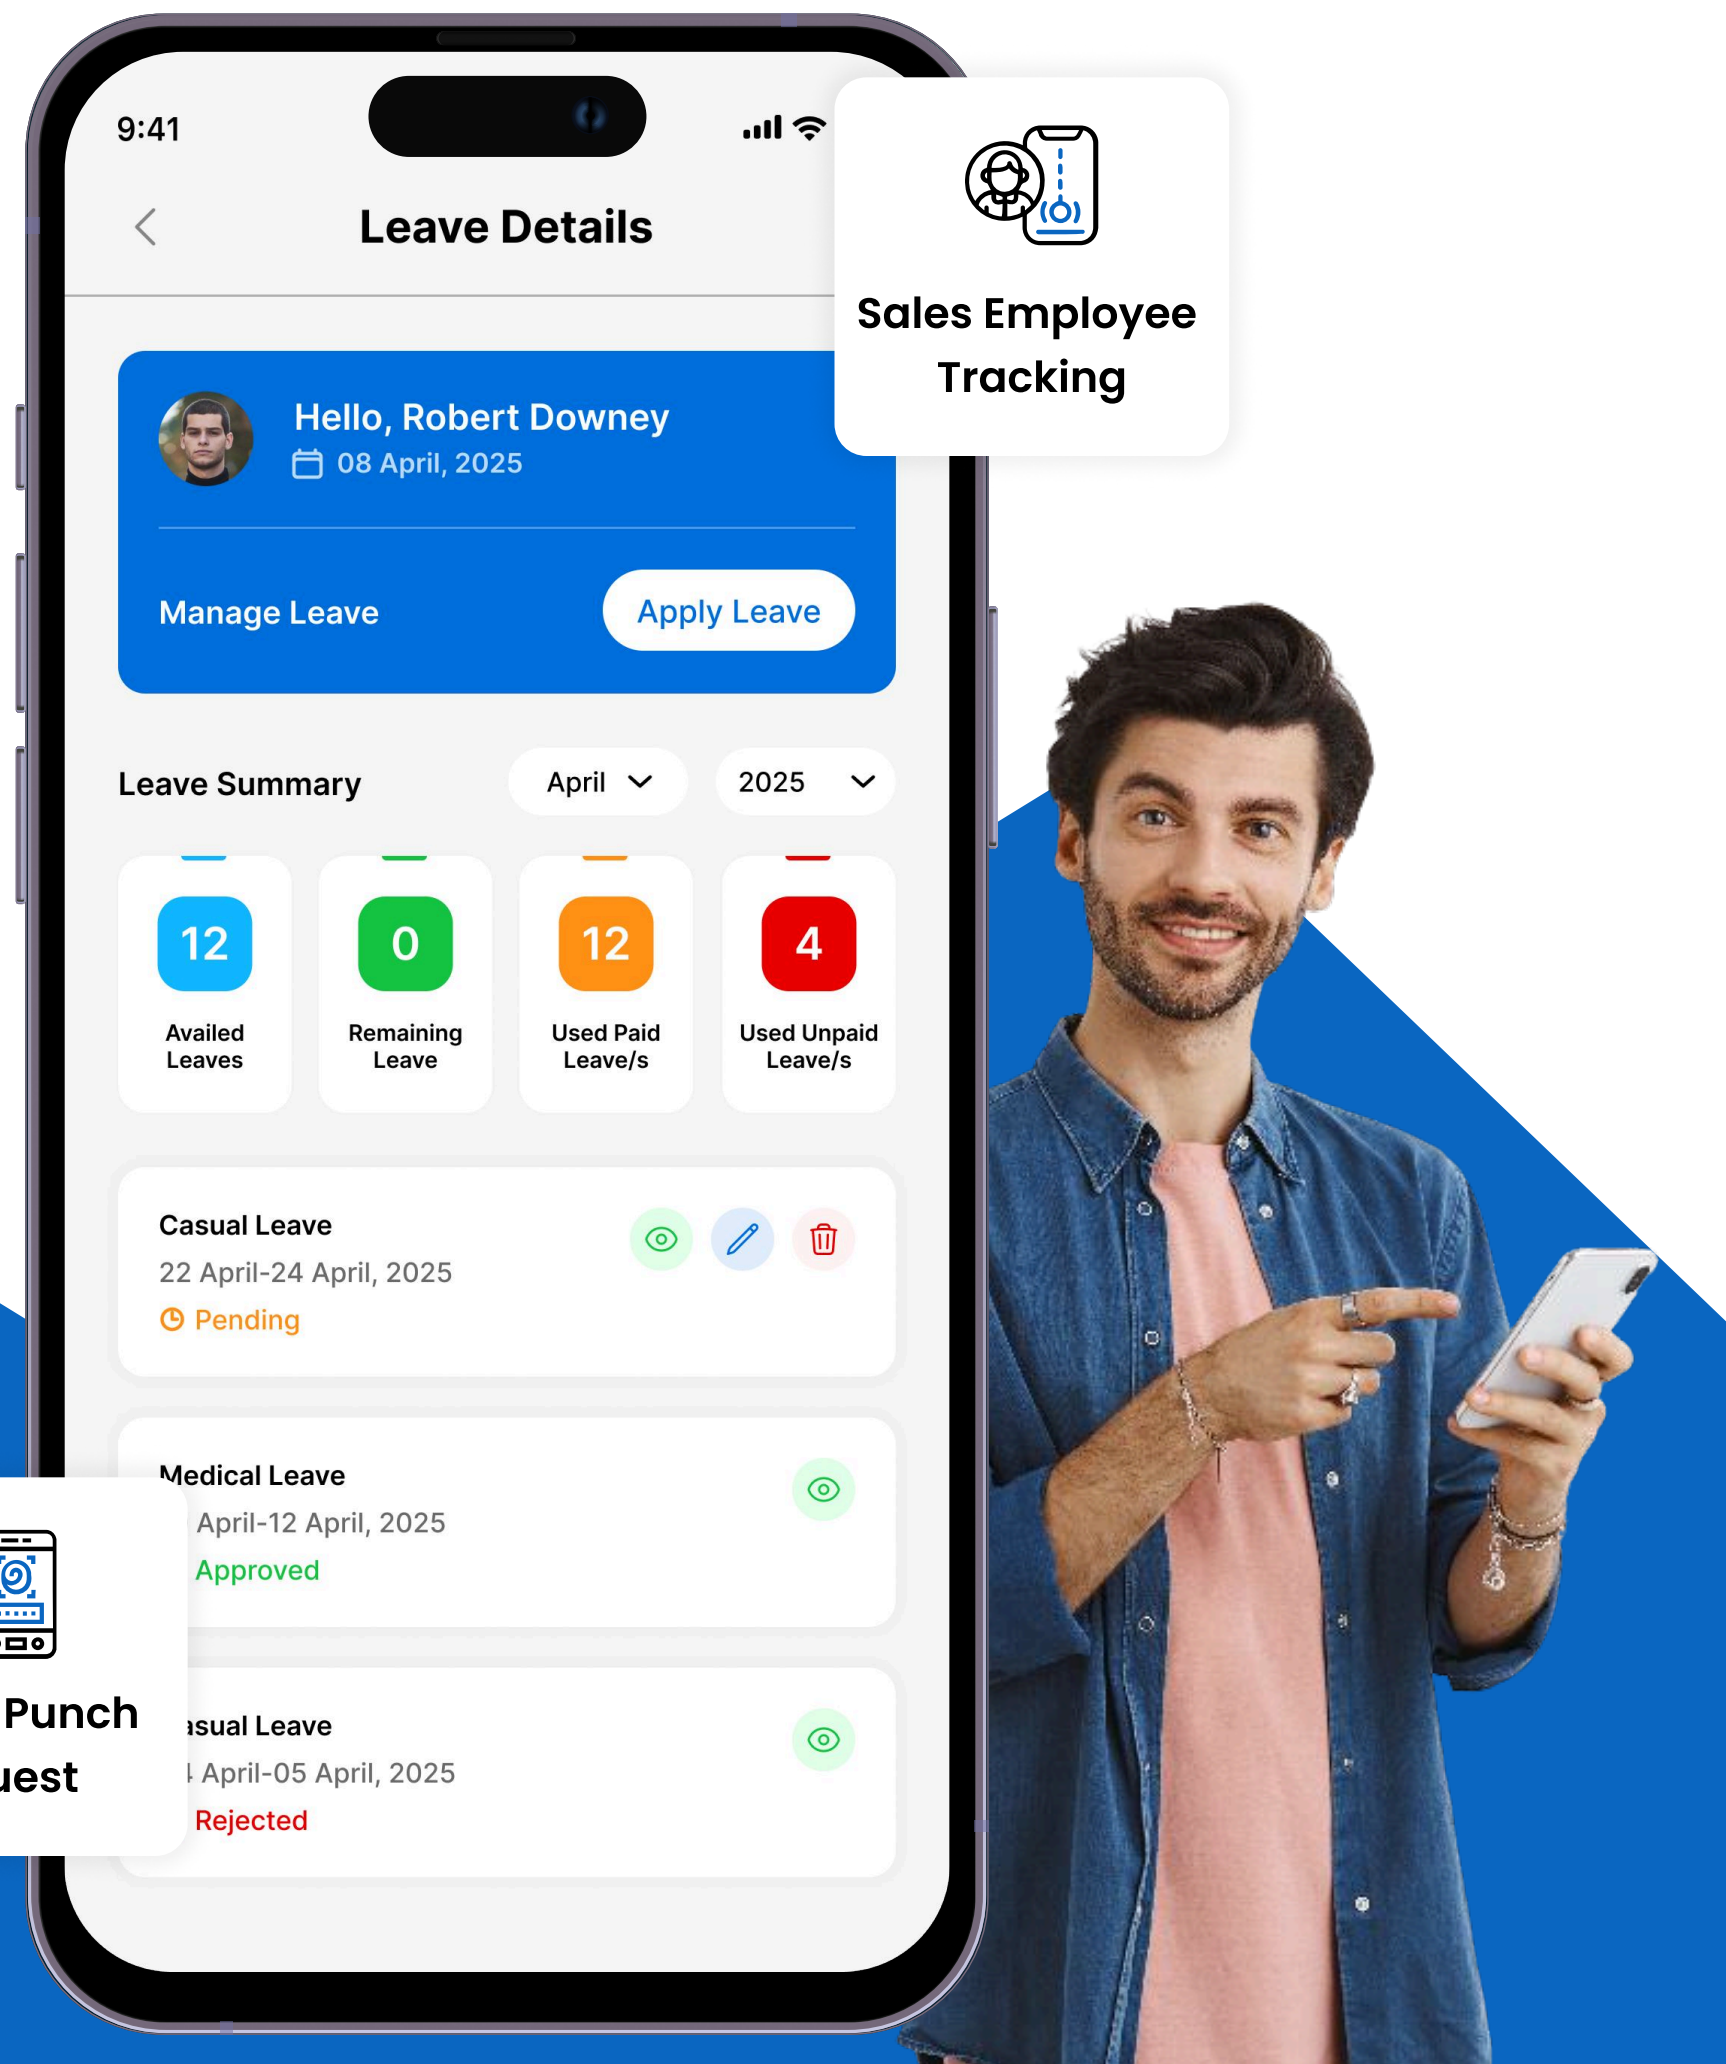 9:41
Leave Details
Sales Employee
Tracking
Hello, Robert Downey
08 April, 2025
Manage Leave
Apply Leave
Leave Summary
April
2025
12
0
12
4
Availed
Leaves
Remaining
Leave
Used Paid
Leave/s
Used Unpaid
Leave/s
Casual Leave
22 April-24 April, 2025
Pending
Medical Leave
April-12 April, 2025
Approved
Punch
Leave
April-05 April, 2025
Rejected